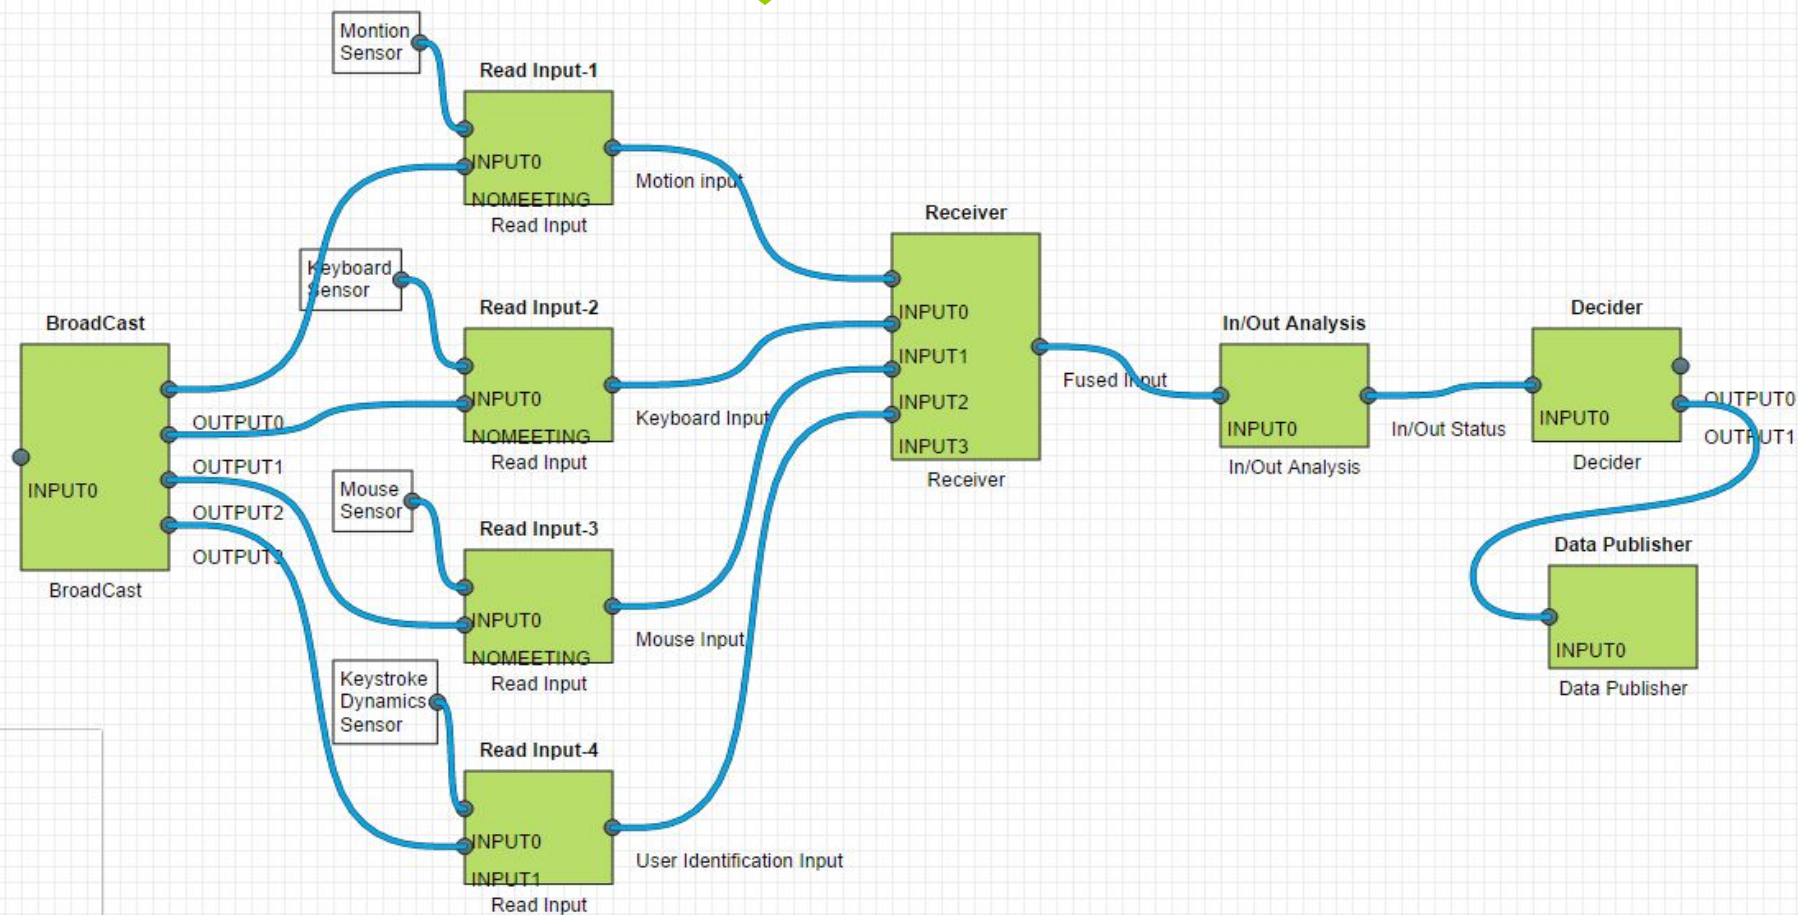 Montion
Sensor
Read Input-1
INPUT0
NOMEETING
Read Input
Motion input
Keyboard
Sensor
Read Input-2
INPUT0
NOMEETING
Read Input
Keyboard Input
BroadCast
INPUT0
OUTPUT0
OUTPUT1
OUTPUT2
OUTPUT3
BroadCast
Mouse
Sensor
Read Input-3
INPUT0
NOMEETING
Read Input
Mouse Input
Keystroke
Dynamics
Sensor
Read Input-4
INPUT0
INPUT1
Read Input
User Identification Input
Receiver
INPUT0
INPUT1
INPUT2
INPUT3
Receiver
Fused Input
In/Out Analysis
INPUT0
In/Out Analysis
In/Out Status
Decider
INPUT0
OUTPUT0
OUTPUT1
Decider
Data Publisher
INPUT0
Data Publisher